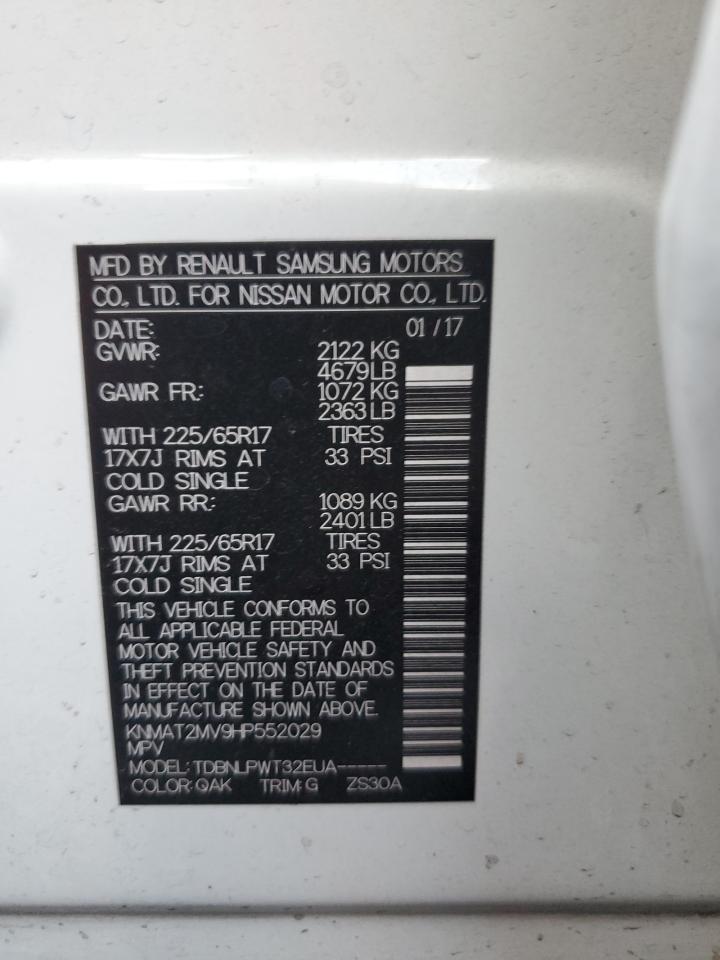 MFD BY RENAULT SAMSUNG MOTORS
CO., LTD. FOR NISSAN MOTOR CO., LTD.
DATE: 01 / 17
GVWR: 2122 KG
4679LB
GAWR FR: 1072 KG
2363 LB
WITH 225/65R17 TIRES
17X7J RIMS AT 33 PSI
COLD SINGLE
GAWR RR: 1089 KG
2401LB
WITH 225/65R17 TIRES
17X7J RIMS AT 33 PSI
COLD SINGLE
THIS VEHICLE CONFORMS TO
ALL APPLICABLE FEDERAL
MOTOR VEHICLE SAFETY AND
THEFT PREVENTION STANDARDS
IN EFFECT ON THE DATE OF
MANUFACTURE SHOWN ABOVE.
KNMAT2MV9HP552029
MPV
MODEL: TDBNLPWT32EUA-----
COLOR: QAK TRIM: G ZS30A